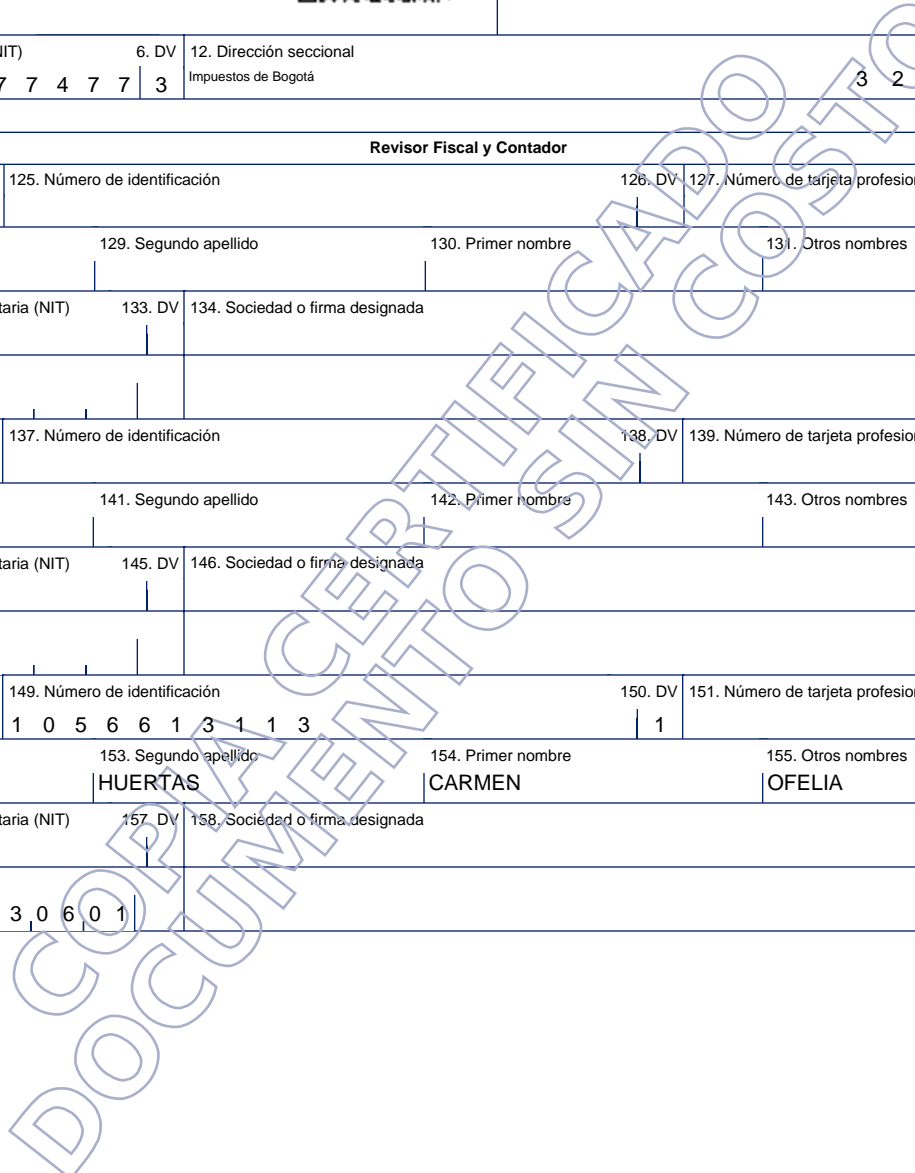 NIT) 6. DV 12. Dirección seccional
7 7 4 7 7 3 Impuestos de Bogotá 3 2
Revisor Fiscal y Contador
125. Número de identificación 126. DV 127. Número de tarjeta profesion
129. Segundo apellido 130. Primer nombre 131. Otros nombres
taria (NIT) 133. DV 134. Sociedad o firma designada
137. Número de identificación 138. DV 139. Número de tarjeta profesion
141. Segundo apellido 142. Primer nombre 143. Otros nombres
taria (NIT) 145. DV 146. Sociedad o firma designada
149. Número de identificación 150. DV 151. Número de tarjeta profesion
1 0 5 6 6 1 3 1 1 3 1
153. Segundo apellido 154. Primer nombre 155. Otros nombres
HUERTAS CARMEN OFELIA
taria (NIT) 157. DV 158. Sociedad o firma designada
3 0 6 0 1
COPIA CERTIFICADO
DOCUMENTO SIN COSTO